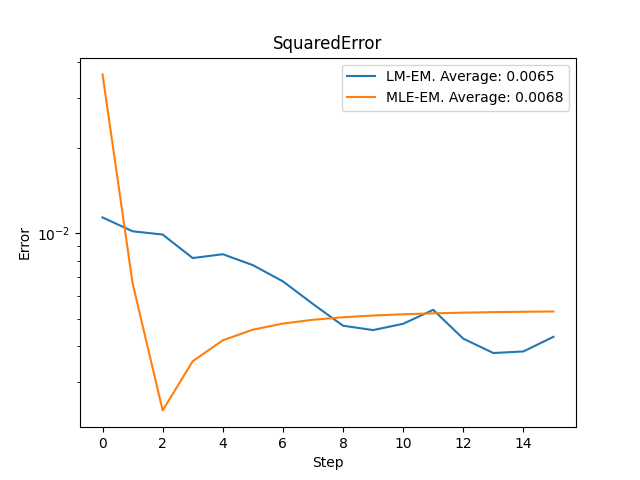 SquaredError
LM-EM. Average: 0.0065
MLE-EM. Average: 0.0068
Error
10⁻²
0 2 4 6 8 10 12 14
Step